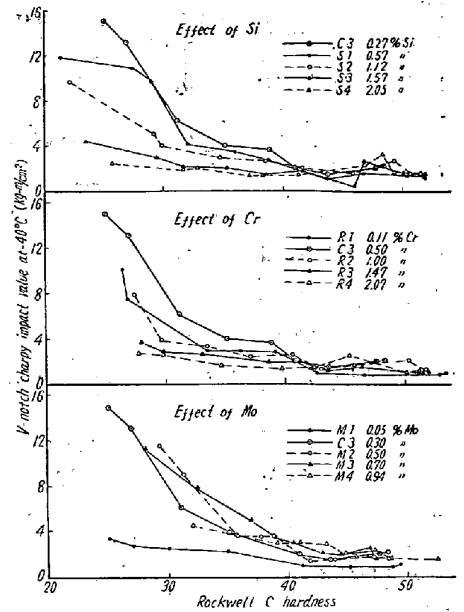 Effect of Si
C3 0.27 % Si
S1 0.57 〃
S2 1.12 〃
S3 1.57 〃
S4 2.05 〃
16
12
8
4
0
Effect of Cr
R1 0.11 % Cr
C3 0.50 〃
R2 1.00 〃
R3 1.47 〃
R4 2.07 〃
16
12
8
4
0
Effect of Mo
M1 0.05 % Mo
C3 0.30 〃
M2 0.50 〃
M3 0.70 〃
M4 0.94 〃
16
12
8
4
0
20 30 40 50
Rockwell C hardness
V-notch charpy impact value at -40°C (kg-m/cm²)